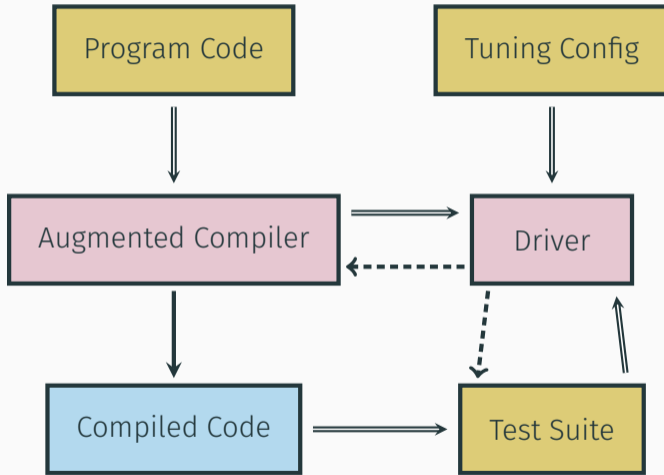 Program Code
Tuning Config
Augmented Compiler
Driver
Compiled Code
Test Suite